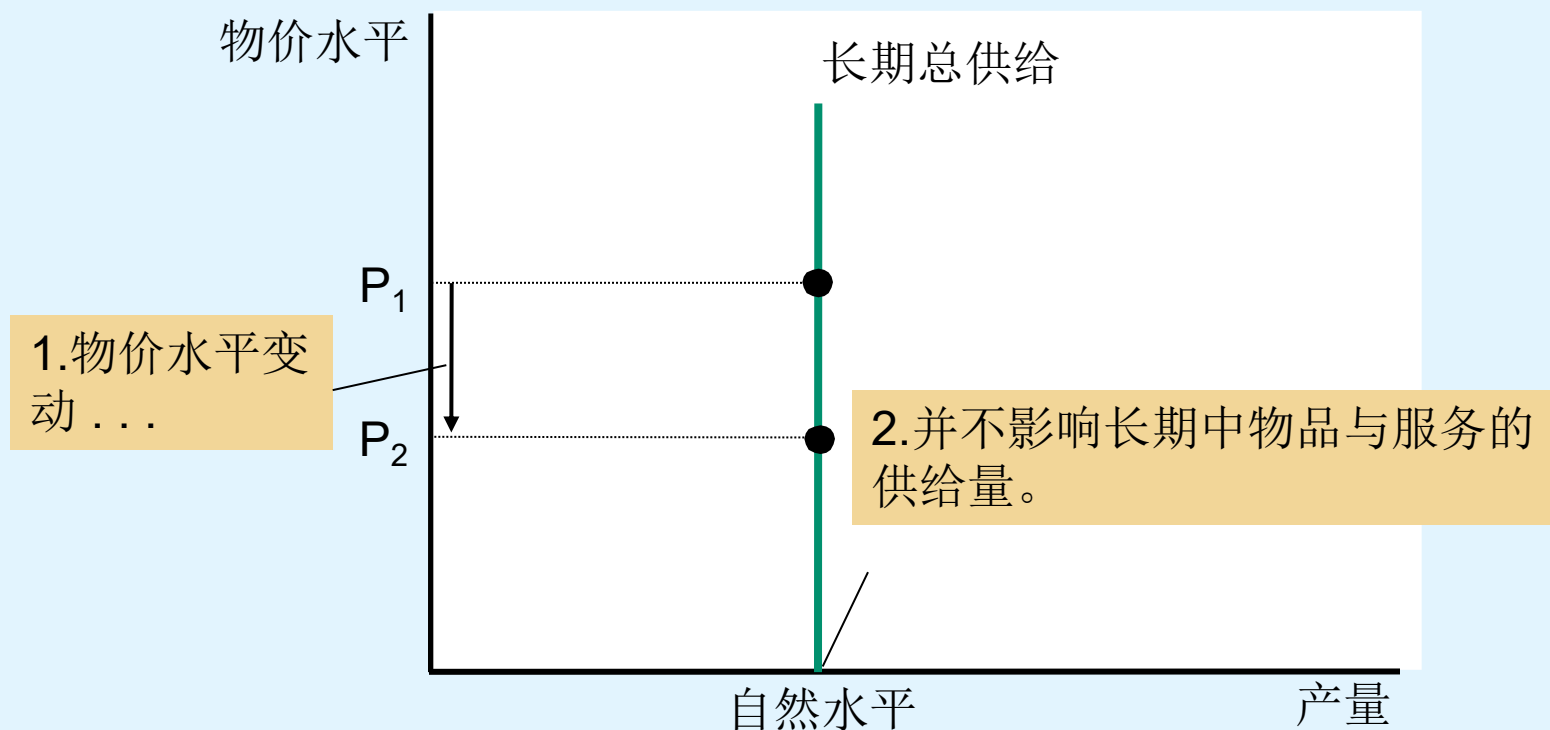 物价水平
长期总供给
P₁
1.物价水平变
动 . . .
P₂
2.并不影响长期中物品与服务的
供给量。
自然水平
产量